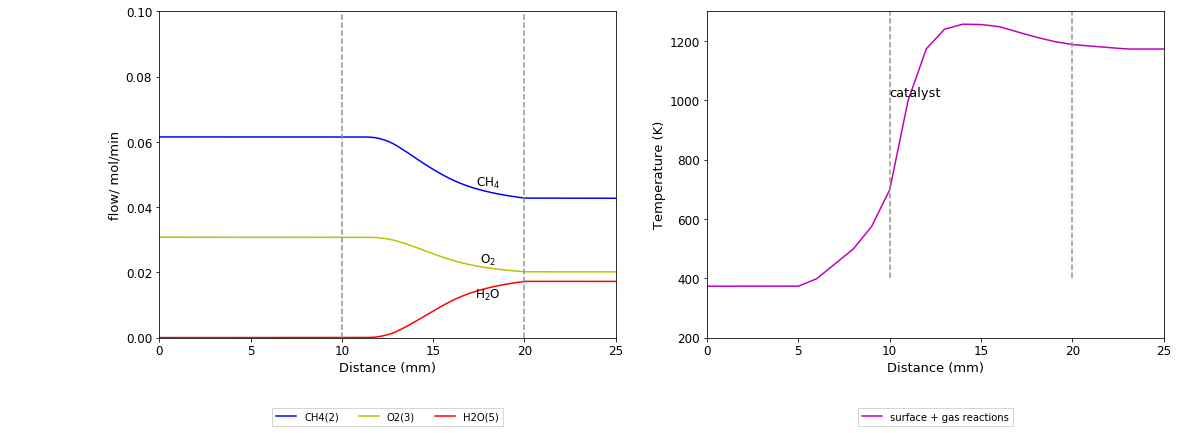 0.10
0.08
0.06
0.04
0.02
0.00
flow/ mol/min
CH₄
O₂
H₂O
0 5 10 15 20 25
Distance (mm)
CH4(2) O2(3) H2O(5)
1200
1000
800
600
400
200
Temperature (K)
catalyst
0 5 10 15 20 25
Distance (mm)
surface + gas reactions